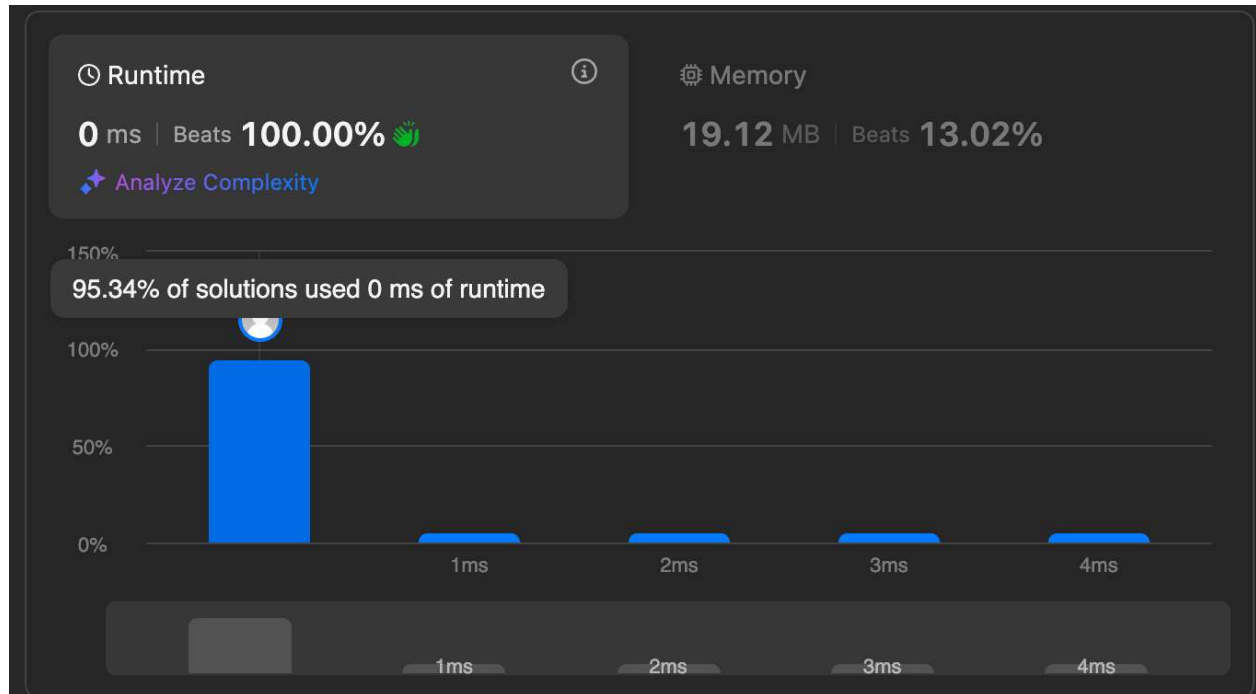 Runtime
0 ms | Beats 100.00%
Analyze Complexity
Memory
19.12 MB | Beats 13.02%
150%
95.34% of solutions used 0 ms of runtime
100%
50%
0%
1ms 2ms 3ms 4ms
1ms 2ms 3ms 4ms